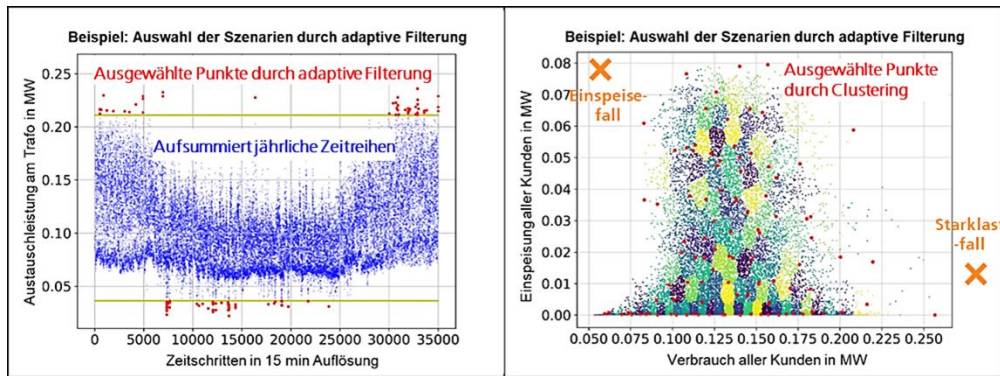 Beispiel: Auswahl der Szenarien durch adaptive Filterung
Ausgewählte Punkte durch adaptive Filterung
Aufsummiert jährliche Zeitreihen
Austauschleistung am Trafo in MW
0.25
0.20
0.15
0.10
0.05
0 5000 10000 15000 20000 25000 30000 35000
Zeitschritten in 15 min Auflösung
Beispiel: Auswahl der Szenarien durch adaptive Filterung
Ausgewählte Punkte
durch Clustering
Einspeise-
fall
Starklast
-fall
Einspeisung aller Kunden in MW
0.08
0.07
0.06
0.05
0.04
0.03
0.02
0.01
0.00
0.050 0.075 0.100 0.125 0.150 0.175 0.200 0.225 0.250
Verbrauch aller Kunden in MW